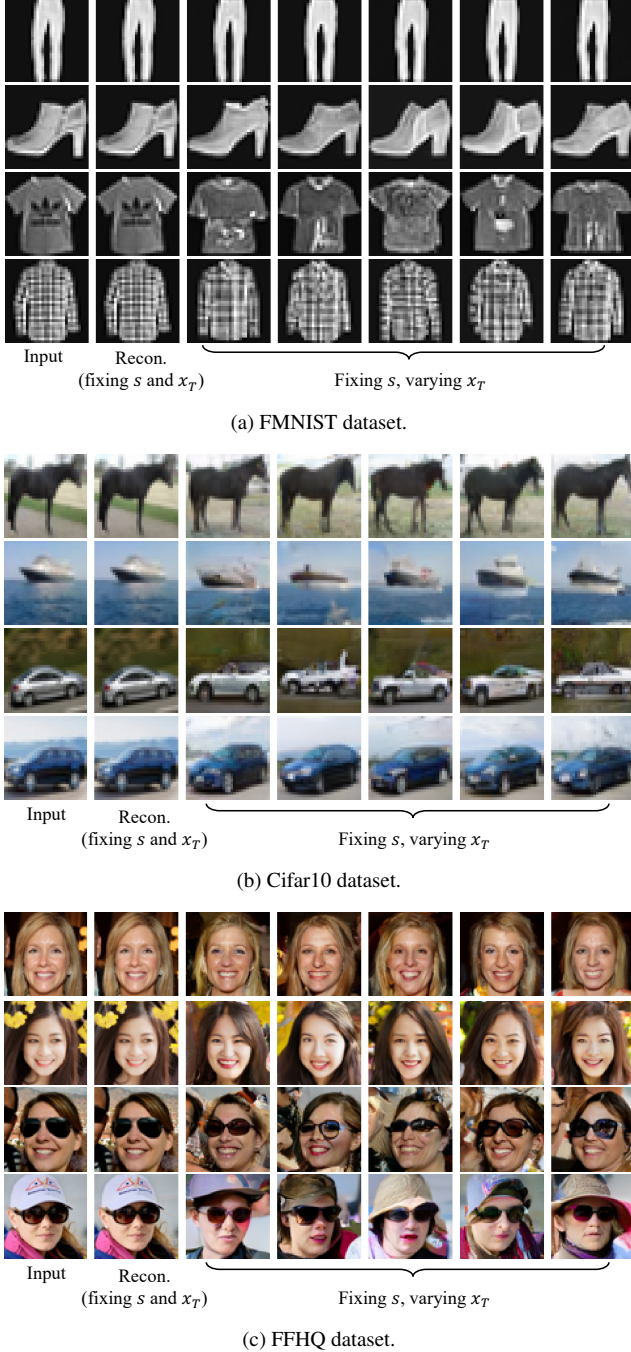 Input
Recon.
(fixing s and x_T)
Fixing s, varying x_T
(a) FMNIST dataset.
Input
Recon.
(fixing s and x_T)
Fixing s, varying x_T
(b) Cifar10 dataset.
Input
Recon.
(fixing s and x_T)
Fixing s, varying x_T
(c) FFHQ dataset.